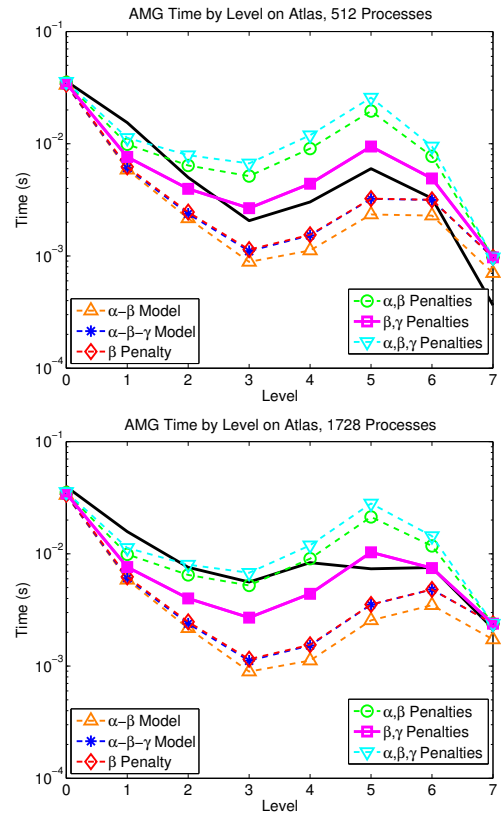 AMG Time by Level on Atlas, 512 Processes
10⁻¹
10⁻²
10⁻³
10⁻⁴
Time (s)
α−β Model
α−β−γ Model
β Penalty
α,β Penalties
β,γ Penalties
α,β,γ Penalties
0 1 2 3 4 5 6 7
Level
AMG Time by Level on Atlas, 1728 Processes
10⁻¹
10⁻²
10⁻³
10⁻⁴
Time (s)
α−β Model
α−β−γ Model
β Penalty
α,β Penalties
β,γ Penalties
α,β,γ Penalties
0 1 2 3 4 5 6 7
Level